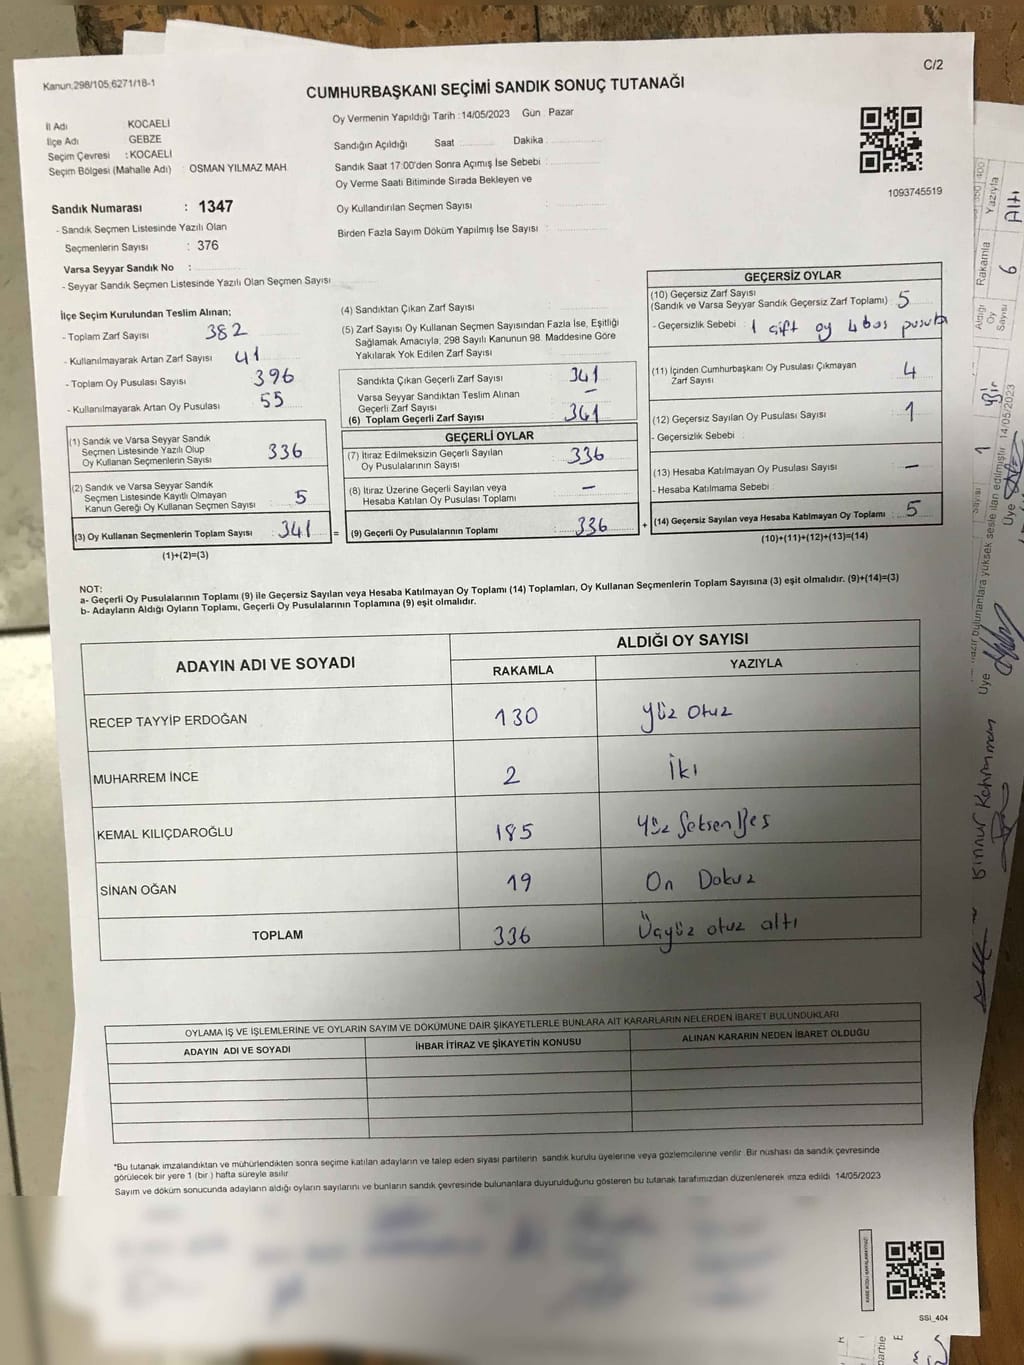 C/2
Kanun;298/105;6271/18-1
CUMHURBAŞKANI SEÇİMİ SANDIK SONUÇ TUTANAĞI
İl Adı KOCAELİ
İlçe Adı GEBZE
Seçim Çevresi : KOCAELİ
Seçim Bölgesi (Mahalle Adı) : OSMAN YILMAZ MAH.
Sandık Numarası : 1347
- Sandık Seçmen Listesinde Yazılı Olan
Seçmenlerin Sayısı : 376
Varsa Seyyar Sandık No :
- Seyyar Sandık Seçmen Listesinde Yazılı Olan Seçmen Sayısı
Oy Vermenin Yapıldığı Tarih : 14/05/2023 Gün : Pazar
Sandığın Açıldığı Saat Dakika :
Sandık Saat 17:00'den Sonra Açımış İse Sebebi :
Oy Verme Saati Bitiminde Sırada Bekleyen ve
Oy Kullandırılan Seçmen Sayısı :
Birden Fazla Sayım Döküm Yapılmış İse Sayısı :
1093745519
İlçe Seçim Kurulundan Teslim Alınan;
- Toplam Zarf Sayısı 382
- Kullanılmayarak Artan Zarf Sayısı 41
- Toplam Oy Pusulası Sayısı 396
- Kullanılmayarak Artan Oy Pusulası 55
(1) Sandık ve Varsa Seyyar Sandık
Seçmen Listesinde Yazılı Olup
Oy Kullanan Seçmenlerin Sayısı 336
(2) Sandık ve Varsa Seyyar Sandık
Seçmen Listesinde Kayıtlı Olmayan
Kanun Gereği Oy Kullanan Seçmen Sayısı 5
(3) Oy Kullanan Seçmenlerin Toplam Sayısı : 341 =
(1)+(2)=(3)
(4) Sandıktan Çıkan Zarf Sayısı
(5) Zarf Sayısı Oy Kullanan Seçmen Sayısından Fazla İse, Eşitliği
Sağlamak Amacıyla, 298 Sayılı Kanunun 98. Maddesine Göre
Yakılarak Yok Edilen Zarf Sayısı
Sandıkta Çıkan Geçerli Zarf Sayısı 341
Varsa Seyyar Sandıktan Teslim Alınan
Geçerli Zarf Sayısı –
(6) Toplam Geçerli Zarf Sayısı 341
GEÇERLİ OYLAR
(7) İtiraz Edilmeksizin Geçerli Sayılan
Oy Pusulalarının Sayısı 336
(8) İtiraz Üzerine Geçerli Sayılan veya
Hesaba Katılan Oy Pusulası Toplamı –
(9) Geçerli Oy Pusulalarının Toplamı : 336 +
GEÇERSİZ OYLAR
(10) Geçersiz Zarf Sayısı
(Sandık ve Varsa Seyyar Sandık Geçersiz Zarf Toplamı) 5
- Geçersizlik Sebebi : 1 çift oy 4 boş pusula
(11) İçinden Cumhurbaşkanı Oy Pusulası Çıkmayan
Zarf Sayısı 4
(12) Geçersiz Sayılan Oy Pusulası Sayısı 1
- Geçersizlik Sebebi :
(13) Hesaba Katılmayan Oy Pusulası Sayısı –
- Hesaba Katılmama Sebebi
(14) Geçersiz Sayılan veya Hesaba Katılmayan Oy Toplamı : 5
(10)+(11)+(12)+(13)=(14)
NOT:
a- Geçerli Oy Pusulalarının Toplamı (9) ile Geçersiz Sayılan veya Hesaba Katılmayan Oy Toplamı (14) Toplamları, Oy Kullanan Seçmenlerin Toplam Sayısına (3) eşit olmalıdır. (9)+(14)=(3)
b- Adayların Aldığı Oyların Toplamı, Geçerli Oy Pusulalarının Toplamına (9) eşit olmalıdır.
ADAYIN ADI VE SOYADI
ALDIĞI OY SAYISI
RAKAMLA YAZIYLA
RECEP TAYYİP ERDOĞAN 130 Yüz otuz
MUHARREM İNCE 2 İki
KEMAL KILIÇDAROĞLU 185 Yüz Seksen Beş
SİNAN OĞAN 19 On Dokuz
TOPLAM 336 Üçyüz otuz altı
OYLAMA İŞ VE İŞLEMLERİNE VE OYLARIN SAYIM VE DÖKÜMÜNE DAİR ŞİKAYETLERLE BUNLARA AİT KARARLARIN NELERDEN İBARET BULUNDUKLARI
ADAYIN ADI VE SOYADI İHBAR İTİRAZ VE ŞİKAYETİN KONUSU ALINAN KARARIN NEDEN İBARET OLDUĞU
*Bu tutanak imzalandıktan ve mühürlendikten sonra seçime katılan adayların ve talep eden siyasi partilerin sandık kurulu üyelerine veya gözlemcilerine verilir. Bir nüshası da sandık çevresinde
görülecek bir yere 1 (bir) hafta süreyle asılır
Sayım ve döküm sonucunda adayların aldığı oyların sayılarını ve bunların sandık çevresinde bulunanlara duyurulduğunu gösteren bu tutanak tarafımızdan düzenlenerek imza edildi. 14/05/2023
SSI_404
Aldığı Oy Sayısı
Rakamla Yazıyla
6 Altı
Sayısı 1 Bir
hazır bulunanlara yüksek sesle ilan edilmiştir 14/05/2023
Üye
Üye
Binnur Kahraman